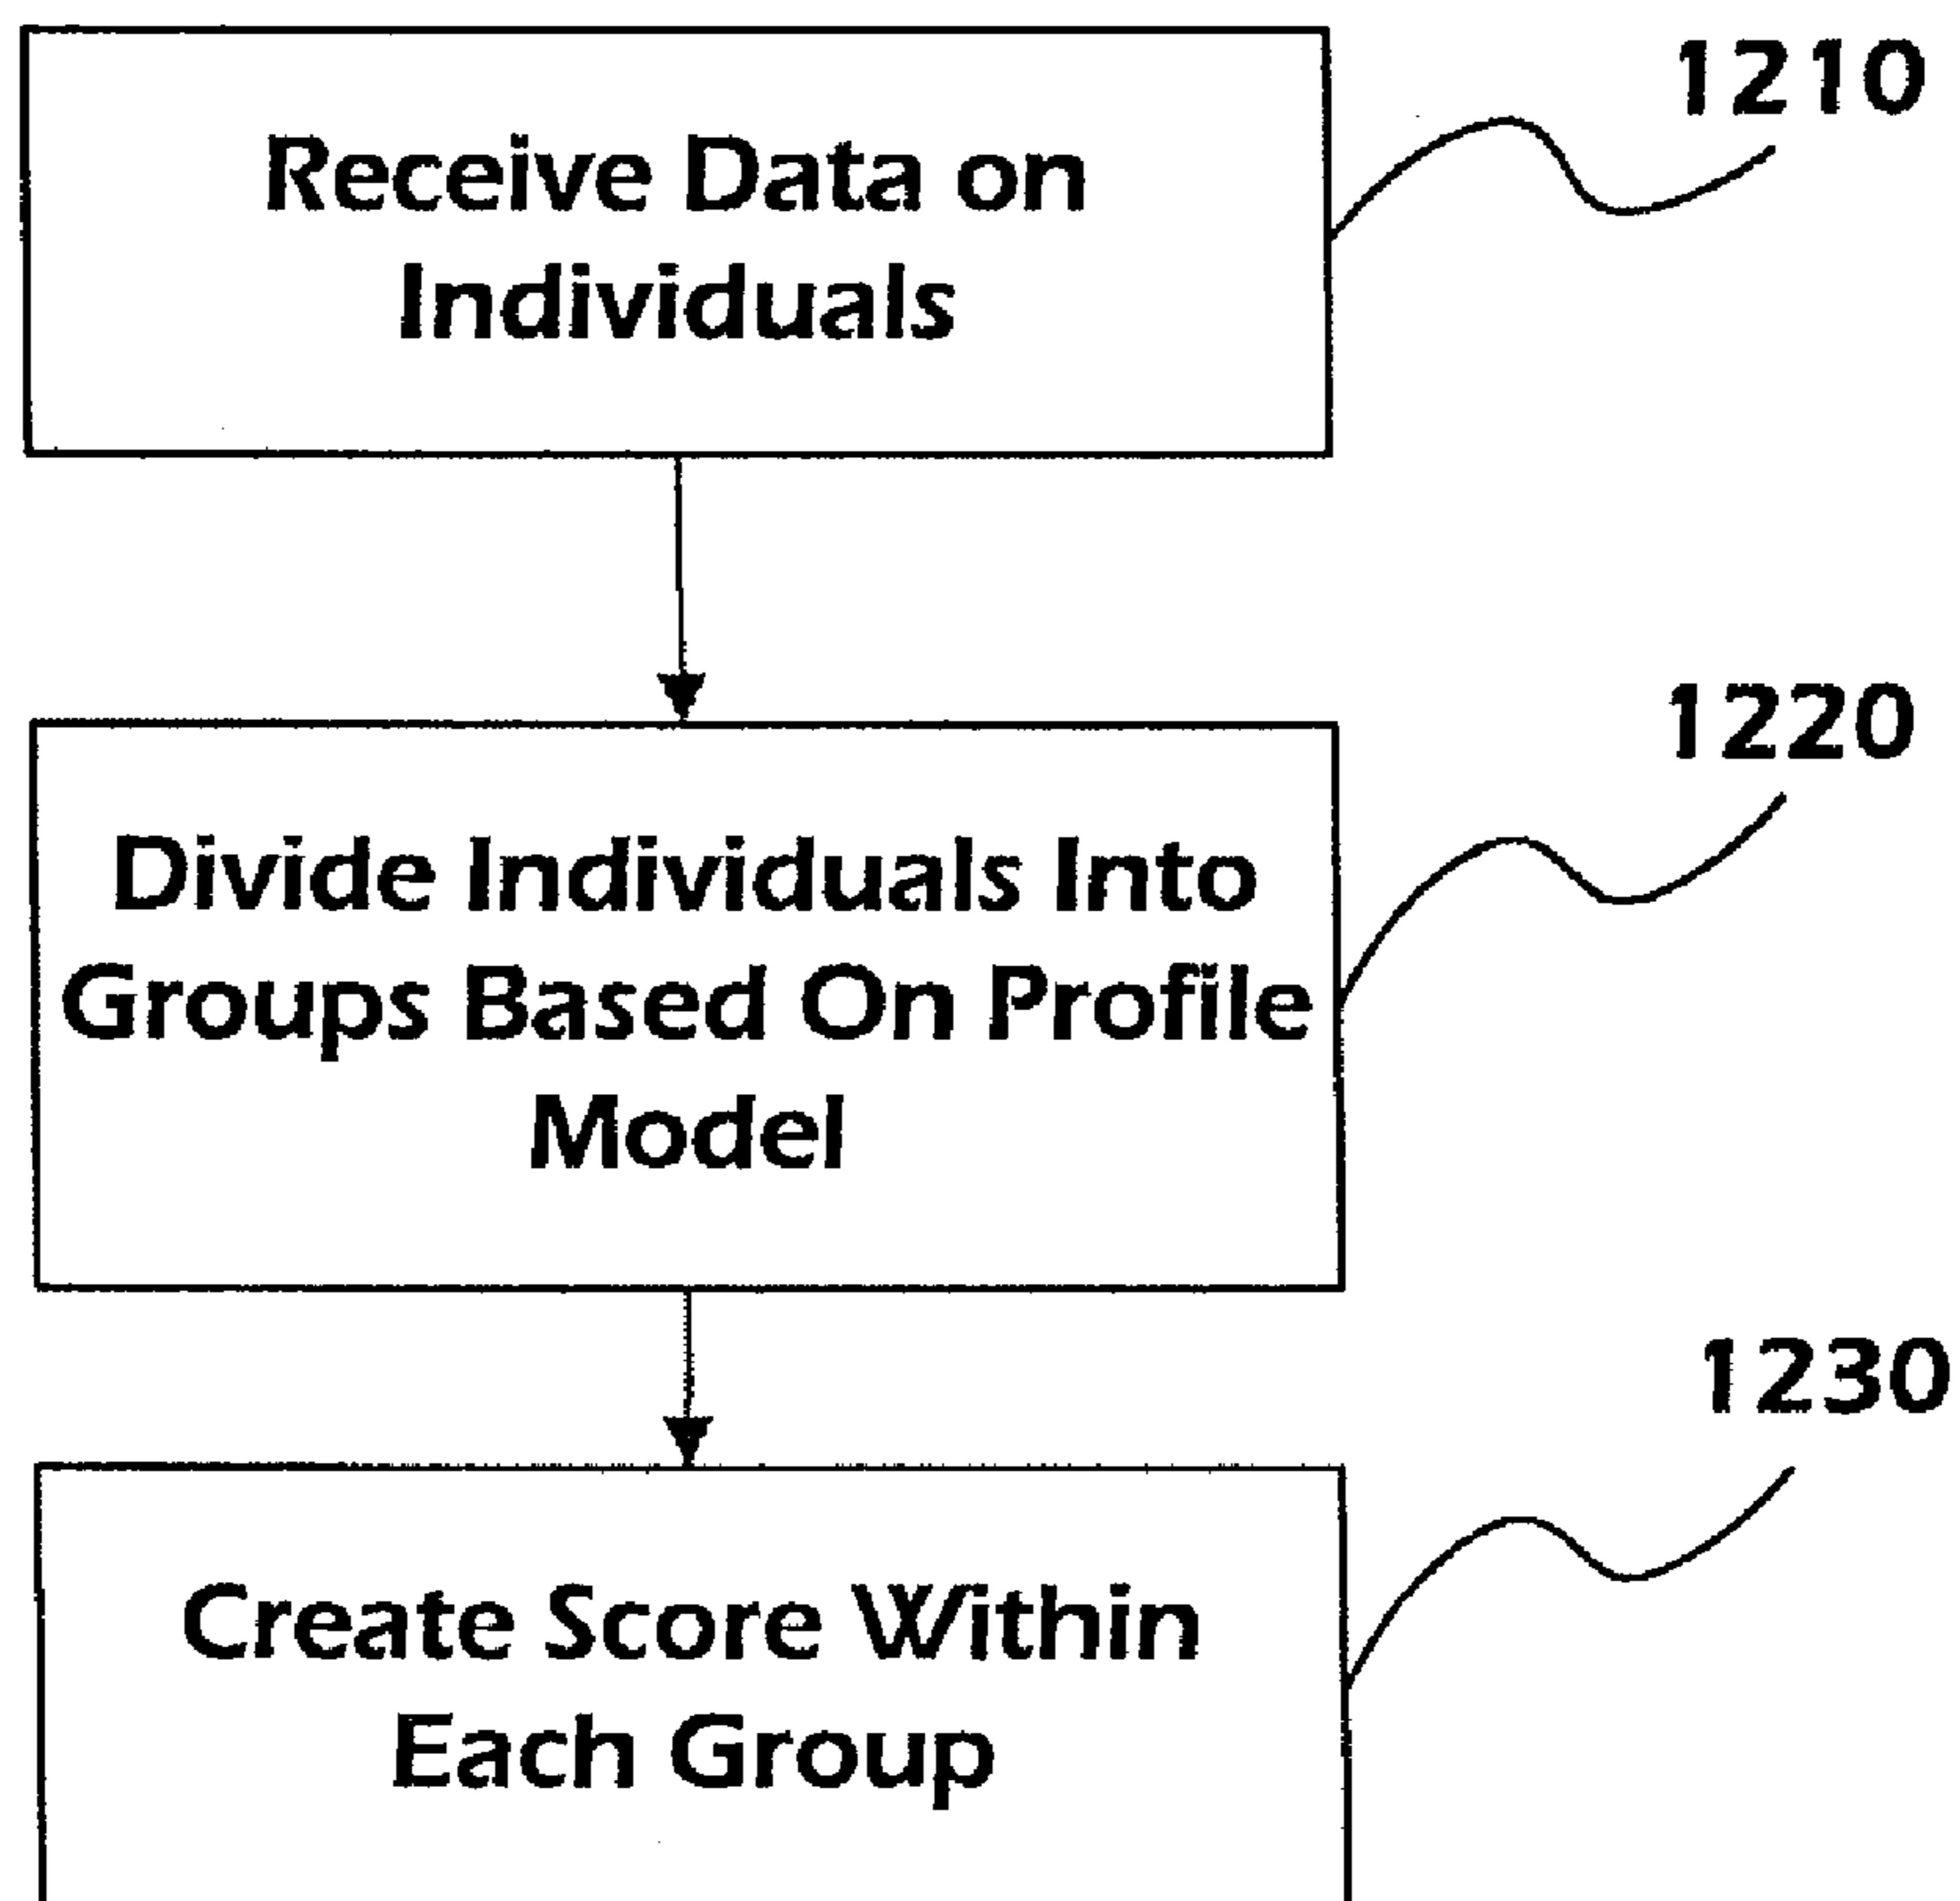 1210
Receive Data on
Individuals
1220
Divide Individuals Into
Groups Based On Profile
Model
1230
Create Score Within
Each Group